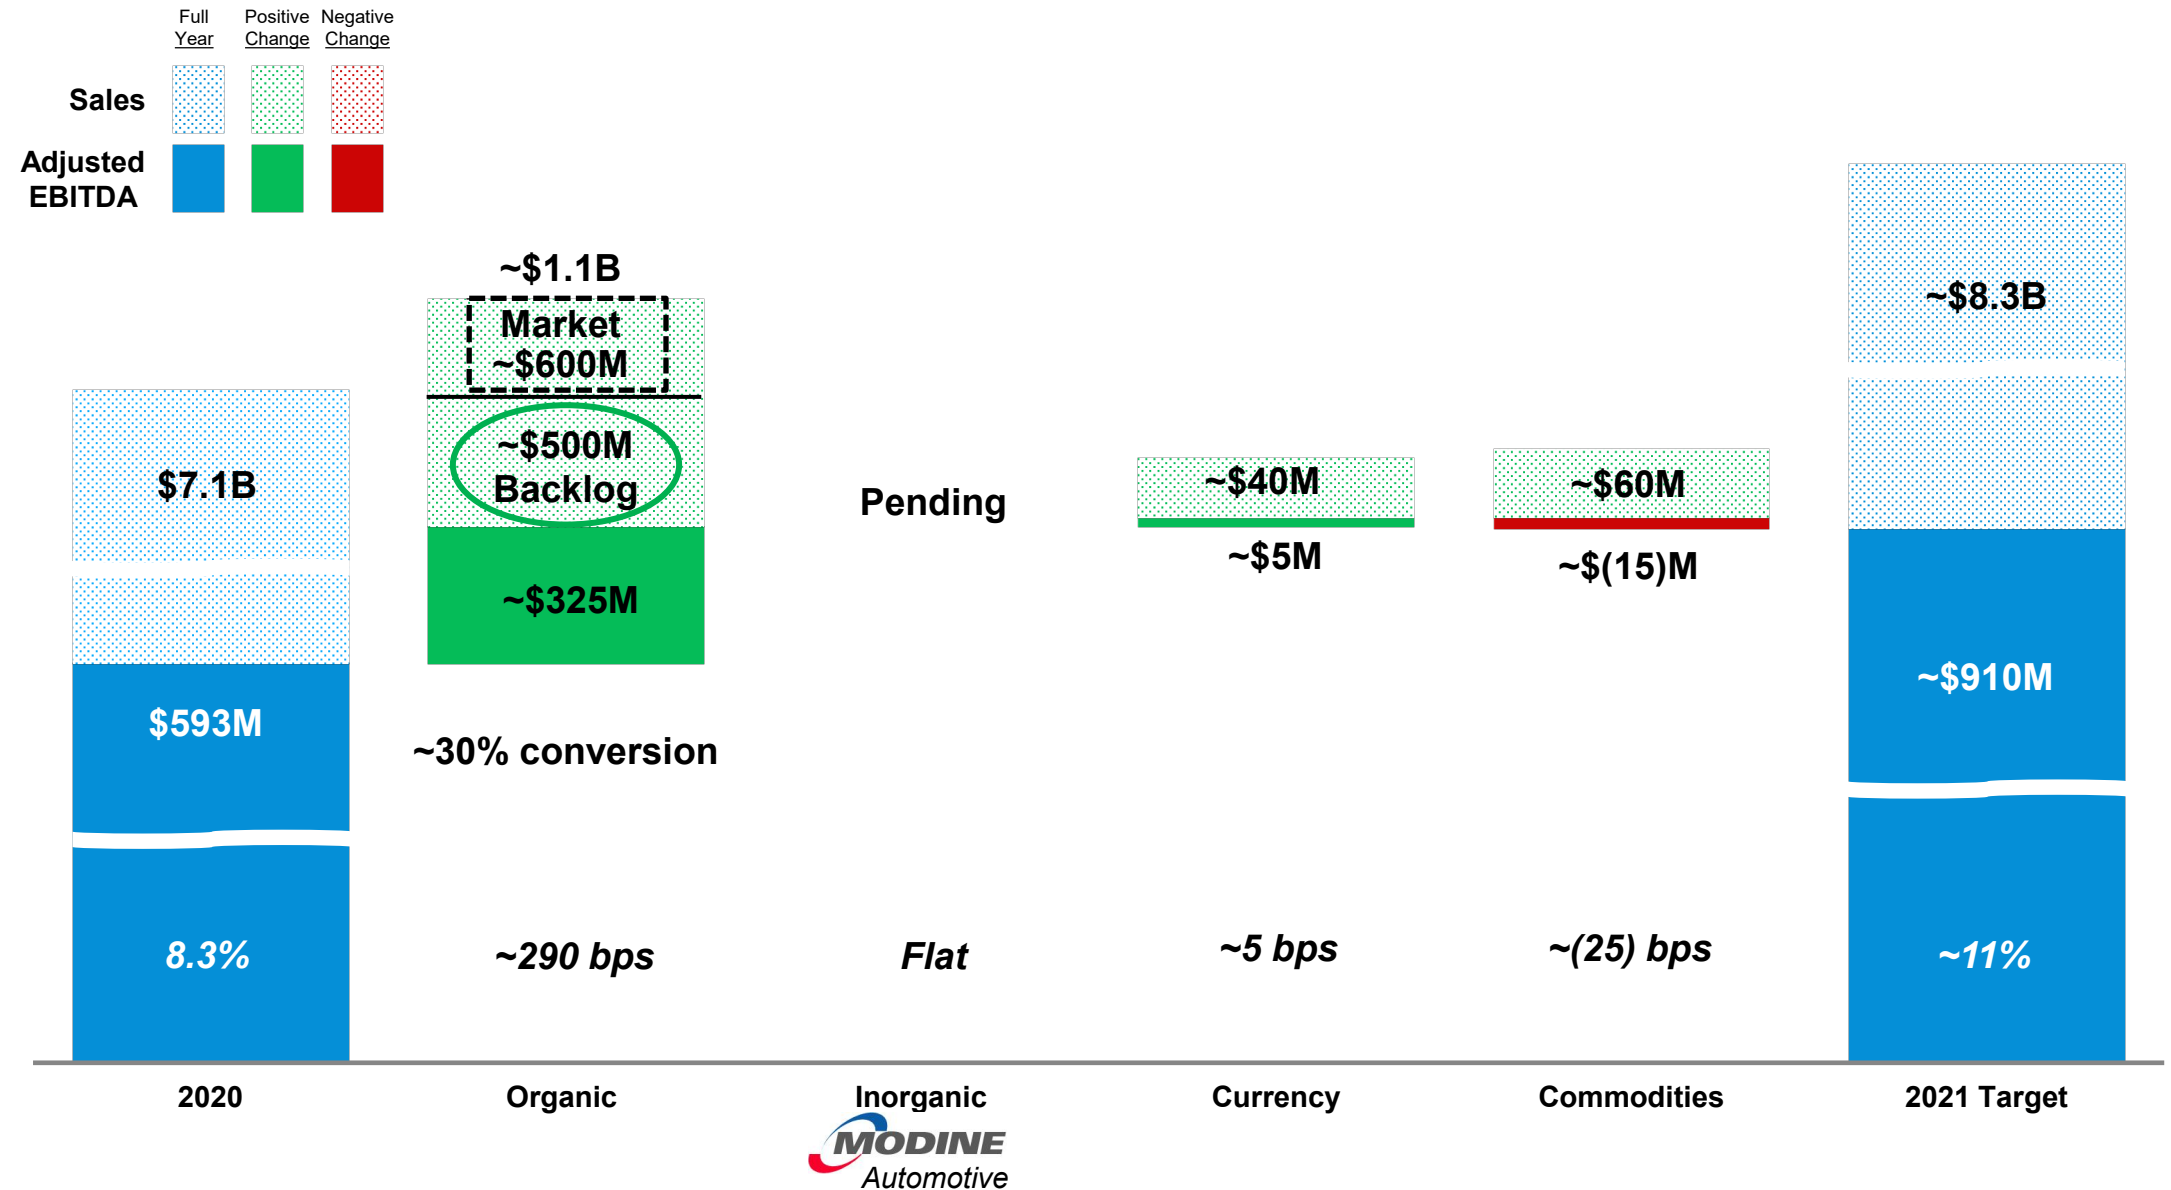 Full
Year
Positive
Change
Negative
Change
Sales
Adjusted
EBITDA
~$1.1B
Market
~$600M
~$500M
Backlog
~$325M
~30% conversion
$7.1B
$593M
Pending
~$40M
~$5M
~$60M
~$(15)M
~$8.3B
~$910M
8.3%
~290 bps
Flat
~5 bps
~(25) bps
~11%
2020
Organic
Inorganic
Currency
Commodities
2021 Target
MODINE
Automotive